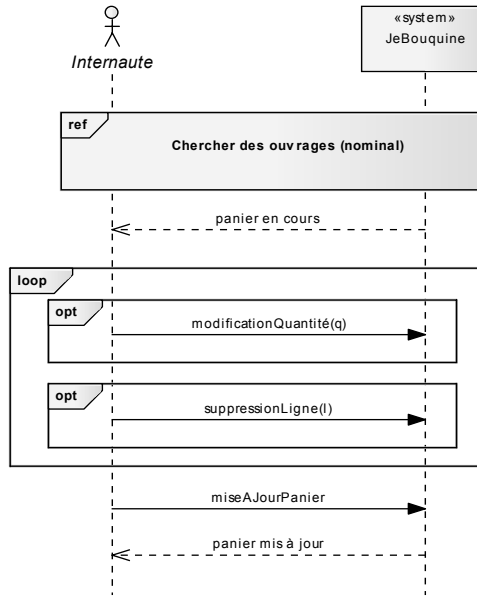 «system»
JeBouquine
Internaute
ref
Chercher des ouvrages (nominal)
panier en cours
loop
opt
modificationQuantité(q)
opt
suppressionLigne(l)
miseAJourPanier
panier mis à jour